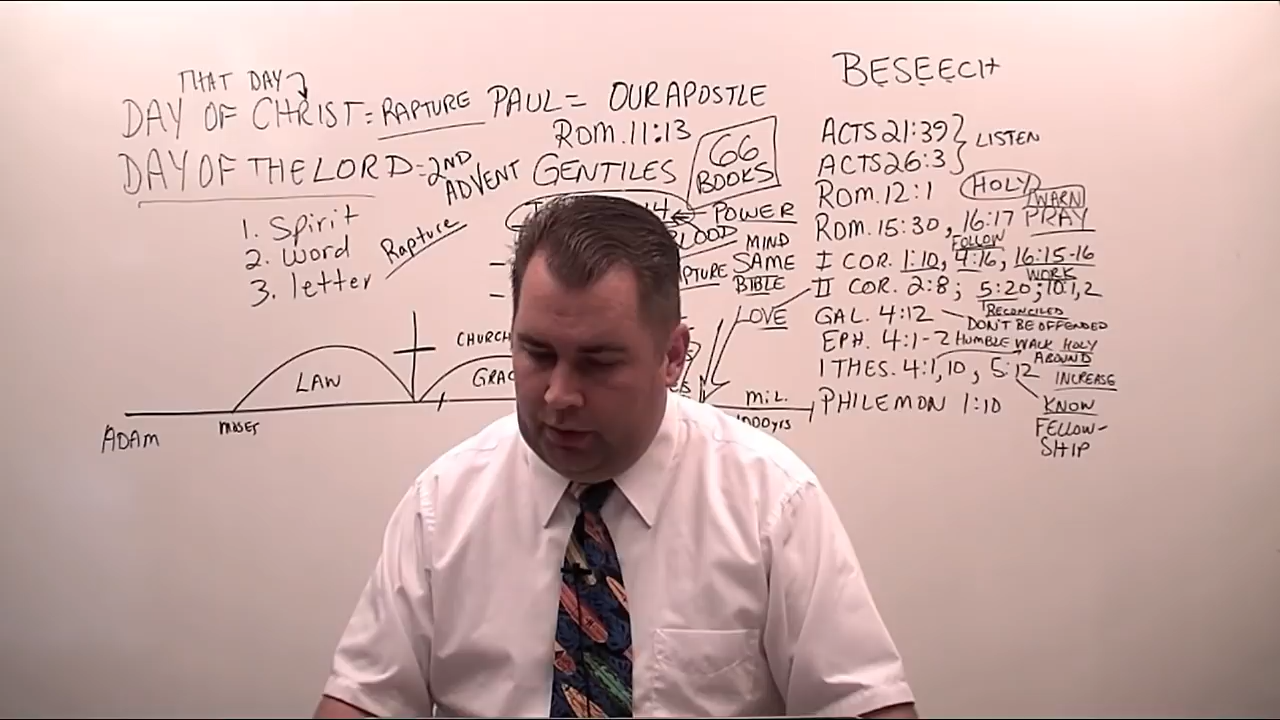 THAT DAY
DAY OF CHRIST = RAPTURE PAUL = OUR APOSTLE
ROM. 11:13
DAY OF THE LORD = 2ND ADVENT GENTILES
66 BOOKS
1. Spirit
2. word
3. letter
Rapture
POWER
MIND
SAME
BIBLE
LOVE
CHURCH
LAW
ADAM
MOSES
MIL.
BESEECH
ACTS 21:39
ACTS 26:3 } LISTEN
ROM. 12:1 HOLY
WARN
ROM. 15:30, 16:17 PRAY
FOLLOW
I COR. 1:10, 4:16, 16:15-16
WORK
II COR. 2:8; 5:20; 10:1,2
RECONCILED
GAL. 4:12 DON'T BE OFFENDED
EPH. 4:1-2 HUMBLE WALK HOLY
ABOUND
1 THES. 4:1,10, 5:12 INCREASE
PHILEMON 1:10 KNOW
FELLOW-
SHIP